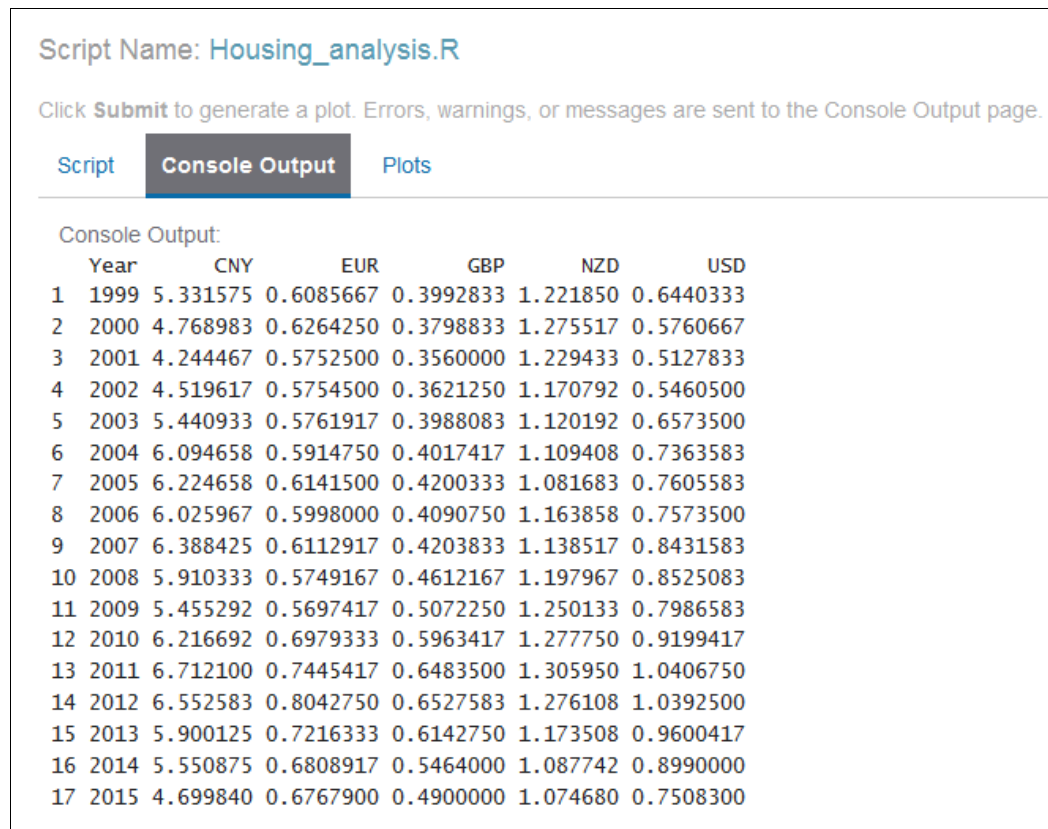 Script Name: Housing_analysis.R
Click Submit to generate a plot. Errors, warnings, or messages are sent to the Console Output page.
Script Console Output Plots
Console Output:
Year CNY EUR GBP NZD USD
1 1999 5.331575 0.6085667 0.3992833 1.221850 0.6440333
2 2000 4.768983 0.6264250 0.3798833 1.275517 0.5760667
3 2001 4.244467 0.5752500 0.3560000 1.229433 0.5127833
4 2002 4.519617 0.5754500 0.3621250 1.170792 0.5460500
5 2003 5.440933 0.5761917 0.3988083 1.120192 0.6573500
6 2004 6.094658 0.5914750 0.4017417 1.109408 0.7363583
7 2005 6.224658 0.6141500 0.4200333 1.081683 0.7605583
8 2006 6.025967 0.5998000 0.4090750 1.163858 0.7573500
9 2007 6.388425 0.6112917 0.4203833 1.138517 0.8431583
10 2008 5.910333 0.5749167 0.4612167 1.197967 0.8525083
11 2009 5.455292 0.5697417 0.5072250 1.250133 0.7986583
12 2010 6.216692 0.6979333 0.5963417 1.277750 0.9199417
13 2011 6.712100 0.7445417 0.6483500 1.305950 1.0406750
14 2012 6.552583 0.8042750 0.6527583 1.276108 1.0392500
15 2013 5.900125 0.7216333 0.6142750 1.173508 0.9600417
16 2014 5.550875 0.6808917 0.5464000 1.087742 0.8990000
17 2015 4.699840 0.6767900 0.4900000 1.074680 0.7508300